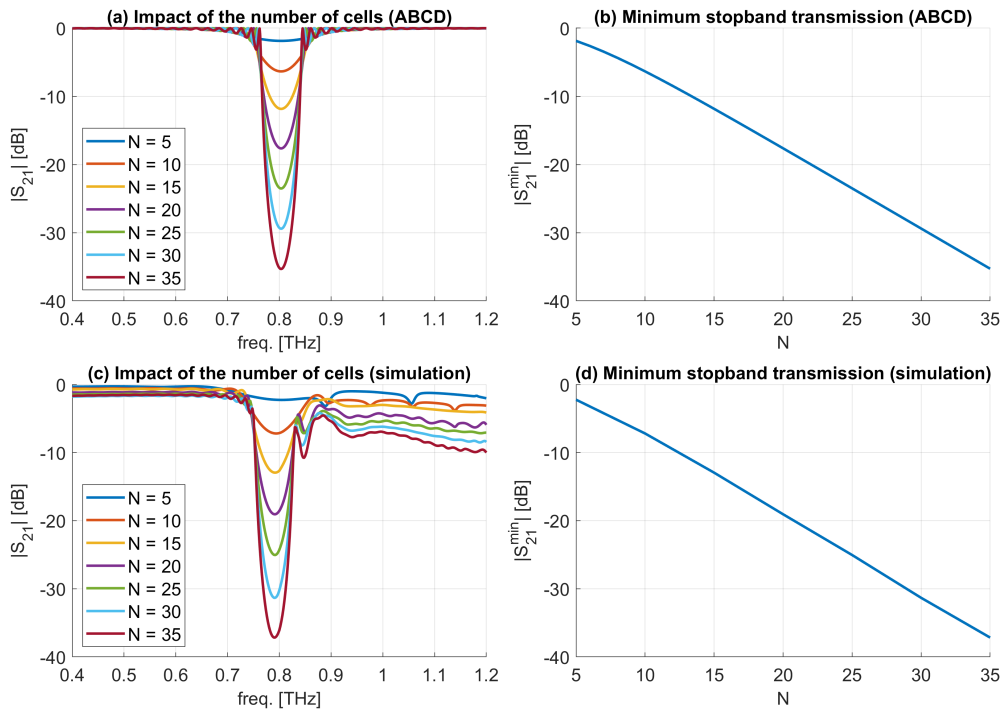 (a) Impact of the number of cells (ABCD)
0
-10
-20
-30
-40
|S21| [dB]
N = 5
N = 10
N = 15
N = 20
N = 25
N = 30
N = 35
0.4 0.5 0.6 0.7 0.8 0.9 1 1.1 1.2
freq. [THz]
(b) Minimum stopband transmission (ABCD)
0
-10
-20
-30
-40
|S21min| [dB]
5 10 15 20 25 30 35
N
(c) Impact of the number of cells (simulation)
0
-10
-20
-30
-40
|S21| [dB]
N = 5
N = 10
N = 15
N = 20
N = 25
N = 30
N = 35
0.4 0.5 0.6 0.7 0.8 0.9 1 1.1 1.2
freq. [THz]
(d) Minimum stopband transmission (simulation)
0
-10
-20
-30
-40
|S21min| [dB]
5 10 15 20 25 30 35
N